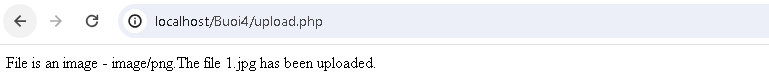 localhost/Buoi4/upload.php
File is an image - image/png.The file 1.jpg has been uploaded.